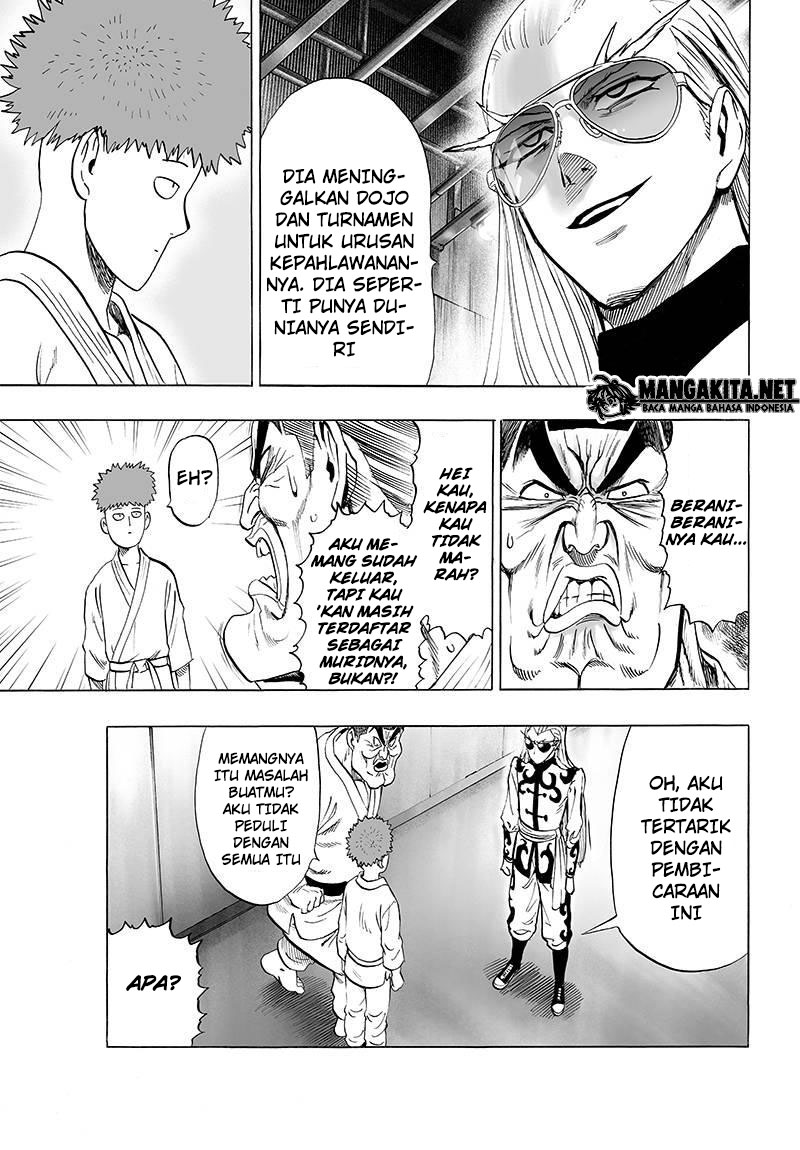 DIA MENING-
GALKAN DOJO
DAN TURNAMEN
UNTUK URUSAN
KEPAHLAWANAN-
NYA. DIA SEPER-
TI PUNYA DU-
NIANYA SENDI-
RI
MANGAKITA.NET
BACA MANGA BAHASA INDONESIA
BERANI-
BERANI-
NYA KAU...
HEI
KAU,
KENAPA
KAU
TIDAK
MA-
RAH?
AKU ME-
MANG SUDAH
KELUAR,
TAPI KAU
'KAN MASIH
TERDAFTAR
SEBAGAI
MURIDNYA,
BUKAN?!
EH?
OH, AKU
TIDAK
TERTARIK
DENGAN
PEMBI-
CARAAN
INI
MEMANGNYA
ITU MASALAH
BUATMU?
AKU TIDAK
PEDULI
DENGAN
SEMUA ITU
APA?